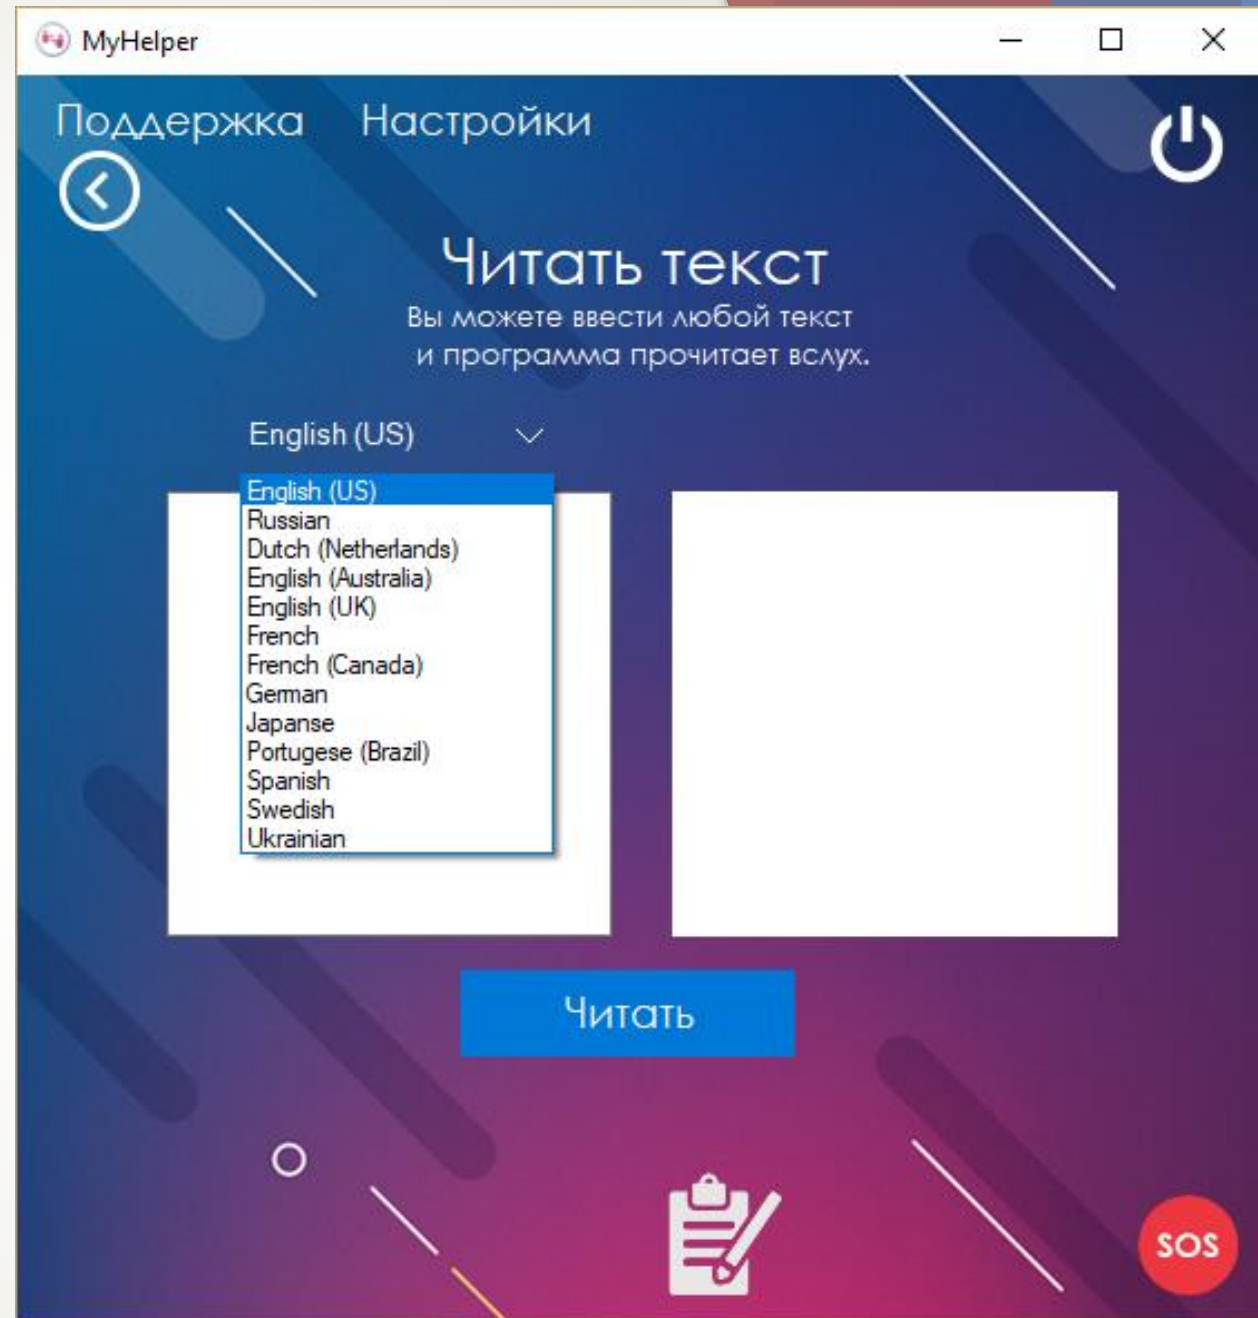 MyHelper
Поддержка Настройки
Читать текст
Вы можете ввести любой текст
и программа прочитает вслух.
English (US)
English (US)
Russian
Dutch (Netherlands)
English (Australia)
English (UK)
French
French (Canada)
German
Japanse
Portugese (Brazil)
Spanish
Swedish
Ukrainian
Читать
SOS